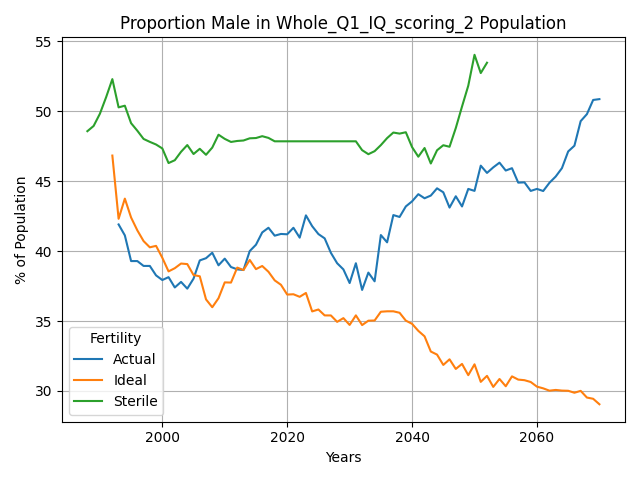 Proportion Male in Whole_Q1_IQ_scoring_2 Population
55
50
45
40
35
30
% of Population
Fertility
Actual
Ideal
Sterile
2000 2020 2040 2060
Years